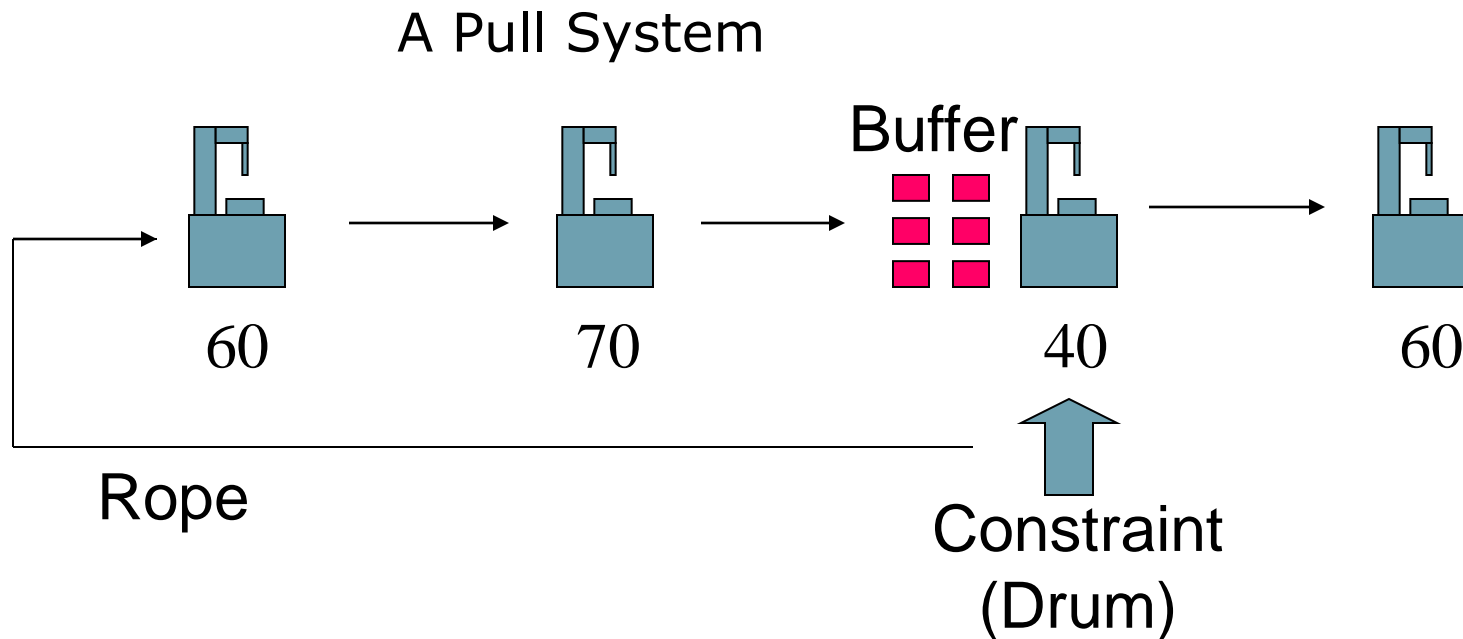 A Pull System
Buffer
60
70
40
60
Rope
Constraint
(Drum)